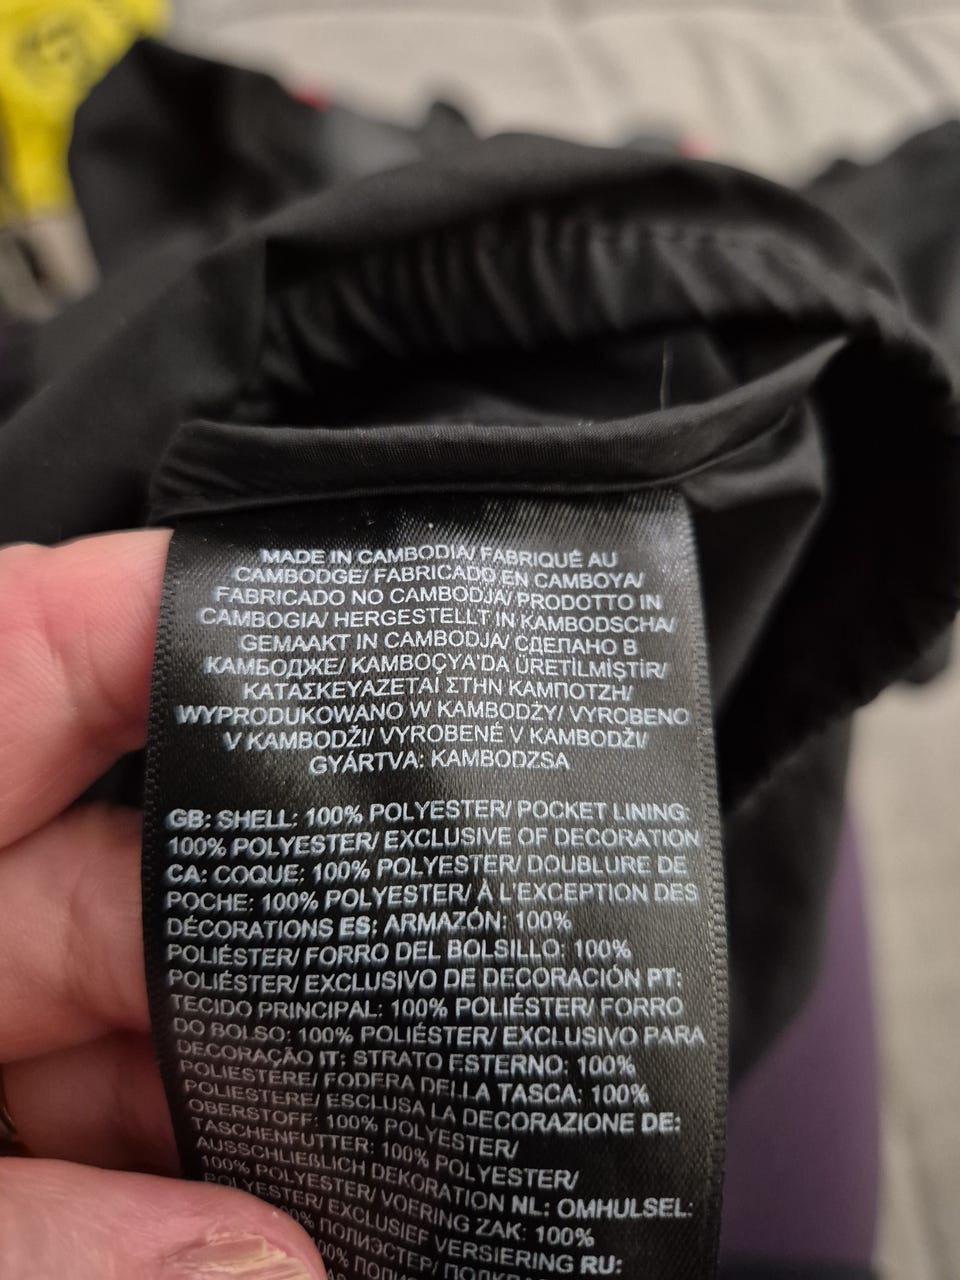 MADE IN CAMBODIA/ FABRIQUÉ AU
CAMBODGE/ FABRICADO EN CAMBOYA/
FABRICADO NO CAMBODJA/ PRODOTTO IN
CAMBOGIA/ HERGESTELLT IN KAMBODSCHA/
GEMAAKT IN CAMBODJA/ СДЕЛАНО В
КАМБОДЖЕ/ KAMBOÇYA'DA ÜRETİLMİŞTİR/
ΚΑΤΑΣΚΕΥΑΖΕΤΑΙ ΣΤΗΝ ΚΑΜΠΟΤΖΗ/
WYPRODUKOWANO W KAMBODŻY/ VYROBENO
V KAMBODŽI/ VYROBENÉ V KAMBODŽI/
GYÁRTVA: KAMBODZSA
GB: SHELL: 100% POLYESTER/ POCKET LINING:
100% POLYESTER/ EXCLUSIVE OF DECORATION
CA: COQUE: 100% POLYESTER/ DOUBLURE DE
POCHE: 100% POLYESTER/ À L'EXCEPTION DES
DÉCORATIONS ES: ARMAZÓN: 100%
POLIÉSTER/ FORRO DEL BOLSILLO: 100%
POLIÉSTER/ EXCLUSIVO DE DECORACIÓN PT:
TECIDO PRINCIPAL: 100% POLIÉSTER/ FORRO
DO BOLSO: 100% POLIÉSTER/ EXCLUSIVO PARA
DECORAÇÃO IT: STRATO ESTERNO: 100%
POLIESTERE/ FODERA DELLA TASCA: 100%
POLIESTERE/ ESCLUSA LA DECORAZIONE DE:
OBERSTOFF: 100% POLYESTER/
TASCHENFUTTER: 100% POLYESTER/
AUSSCHLIEßLICH DEKORATION NL: OMHULSEL:
100% POLYESTER/ VOERING ZAK: 100%
POLYESTER/ EXCLUSIEF VERSIERING RU:
ПОЛИЭСТЕР/